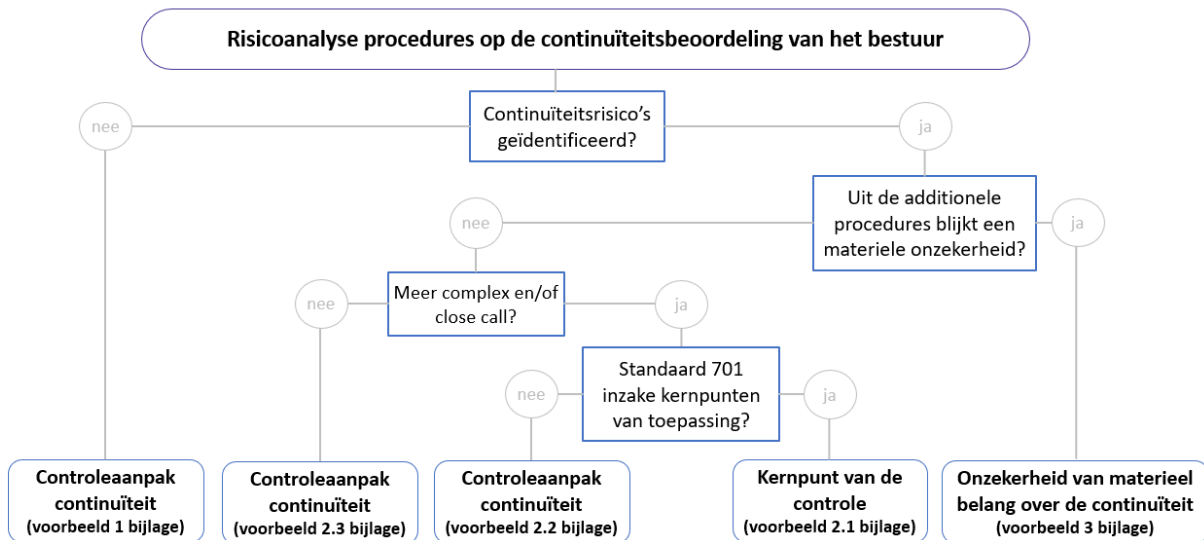 Risicoanalyse procedures op de continuïteitsbeoordeling van het bestuur
Continuïteitsrisico’s
geïdentificeerd?
nee
ja
Uit de additionele
procedures blijkt een
materiele onzekerheid?
nee
ja
Meer complex en/of
close call?
nee
ja
Standaard 701
inzake kernpunten
van toepassing?
nee
ja
Controleaanpak
continuïteit
(voorbeeld 1 bijlage)
Controleaanpak
continuïteit
(voorbeeld 2.3 bijlage)
Controleaanpak
continuïteit
(voorbeeld 2.2 bijlage)
Kernpunt van de
controle
(voorbeeld 2.1 bijlage)
Onzekerheid van materieel
belang over de continuïteit
(voorbeeld 3 bijlage)